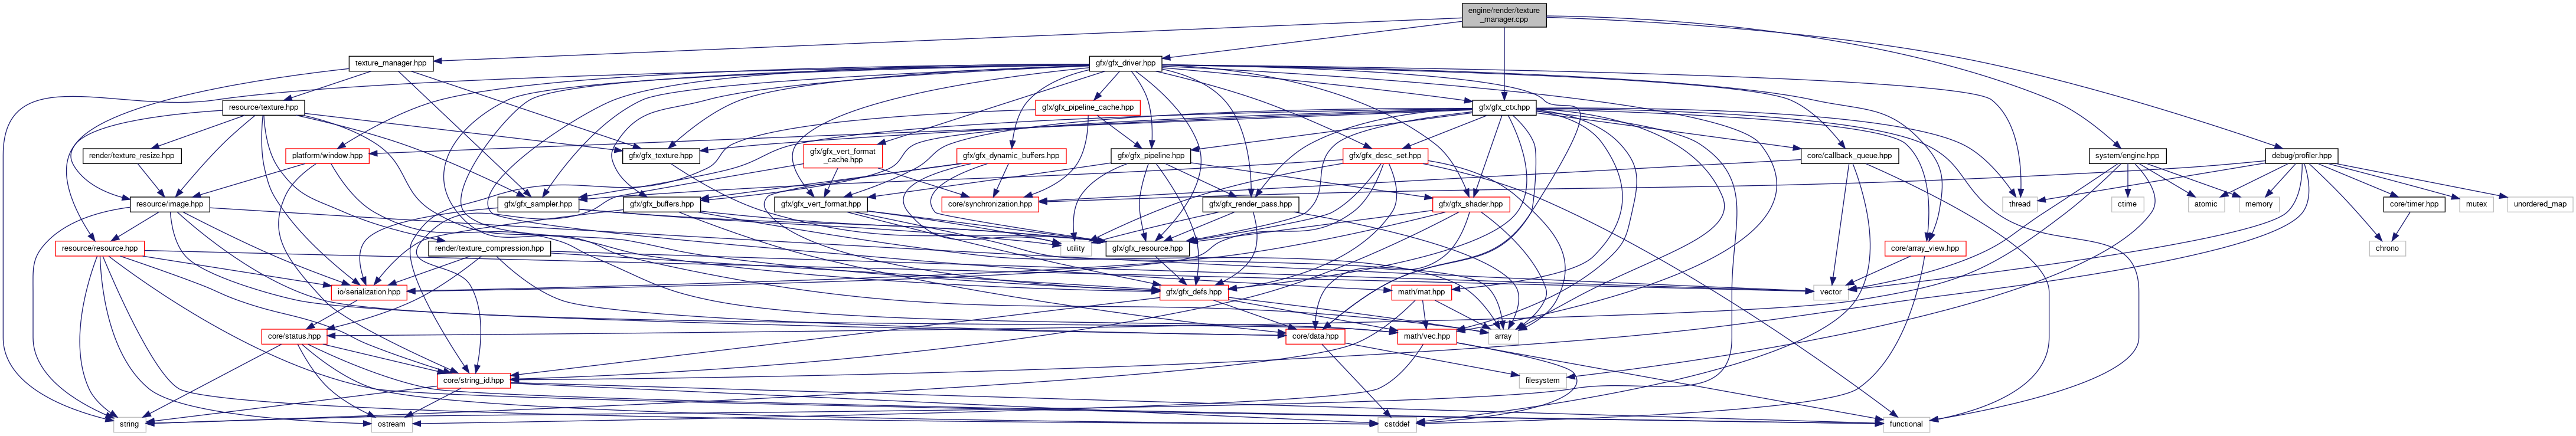 engine/render/texture
_manager.cpp
texture_manager.hpp
gfx/gfx_driver.hpp
resource/texture.hpp
gfx/gfx_pipeline_cache.hpp
gfx/gfx_ctx.hpp
render/texture_resize.hpp
platform/window.hpp
gfx/gfx_texture.hpp
gfx/gfx_vert_format
_cache.hpp
gfx/gfx_dynamic_buffers.hpp
gfx/gfx_pipeline.hpp
gfx/gfx_desc_set.hpp
core/callback_queue.hpp
system/engine.hpp
debug/profiler.hpp
resource/image.hpp
gfx/gfx_sampler.hpp
gfx/gfx_buffers.hpp
gfx/gfx_vert_format.hpp
core/synchronization.hpp
gfx/gfx_render_pass.hpp
gfx/gfx_shader.hpp
thread
ctime
atomic
memory
core/timer.hpp
mutex
unordered_map
resource/resource.hpp
render/texture_compression.hpp
utility
gfx/gfx_resource.hpp
core/array_view.hpp
chrono
io/serialization.hpp
gfx/gfx_defs.hpp
math/mat.hpp
vector
core/status.hpp
core/data.hpp
math/vec.hpp
array
core/string_id.hpp
filesystem
string
ostream
cstddef
functional